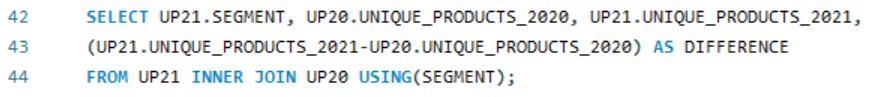 42 SELECT UP21.SEGMENT, UP20.UNIQUE_PRODUCTS_2020, UP21.UNIQUE_PRODUCTS_2021,
43 (UP21.UNIQUE_PRODUCTS_2021-UP20.UNIQUE_PRODUCTS_2020) AS DIFFERENCE
44 FROM UP21 INNER JOIN UP20 USING(SEGMENT);